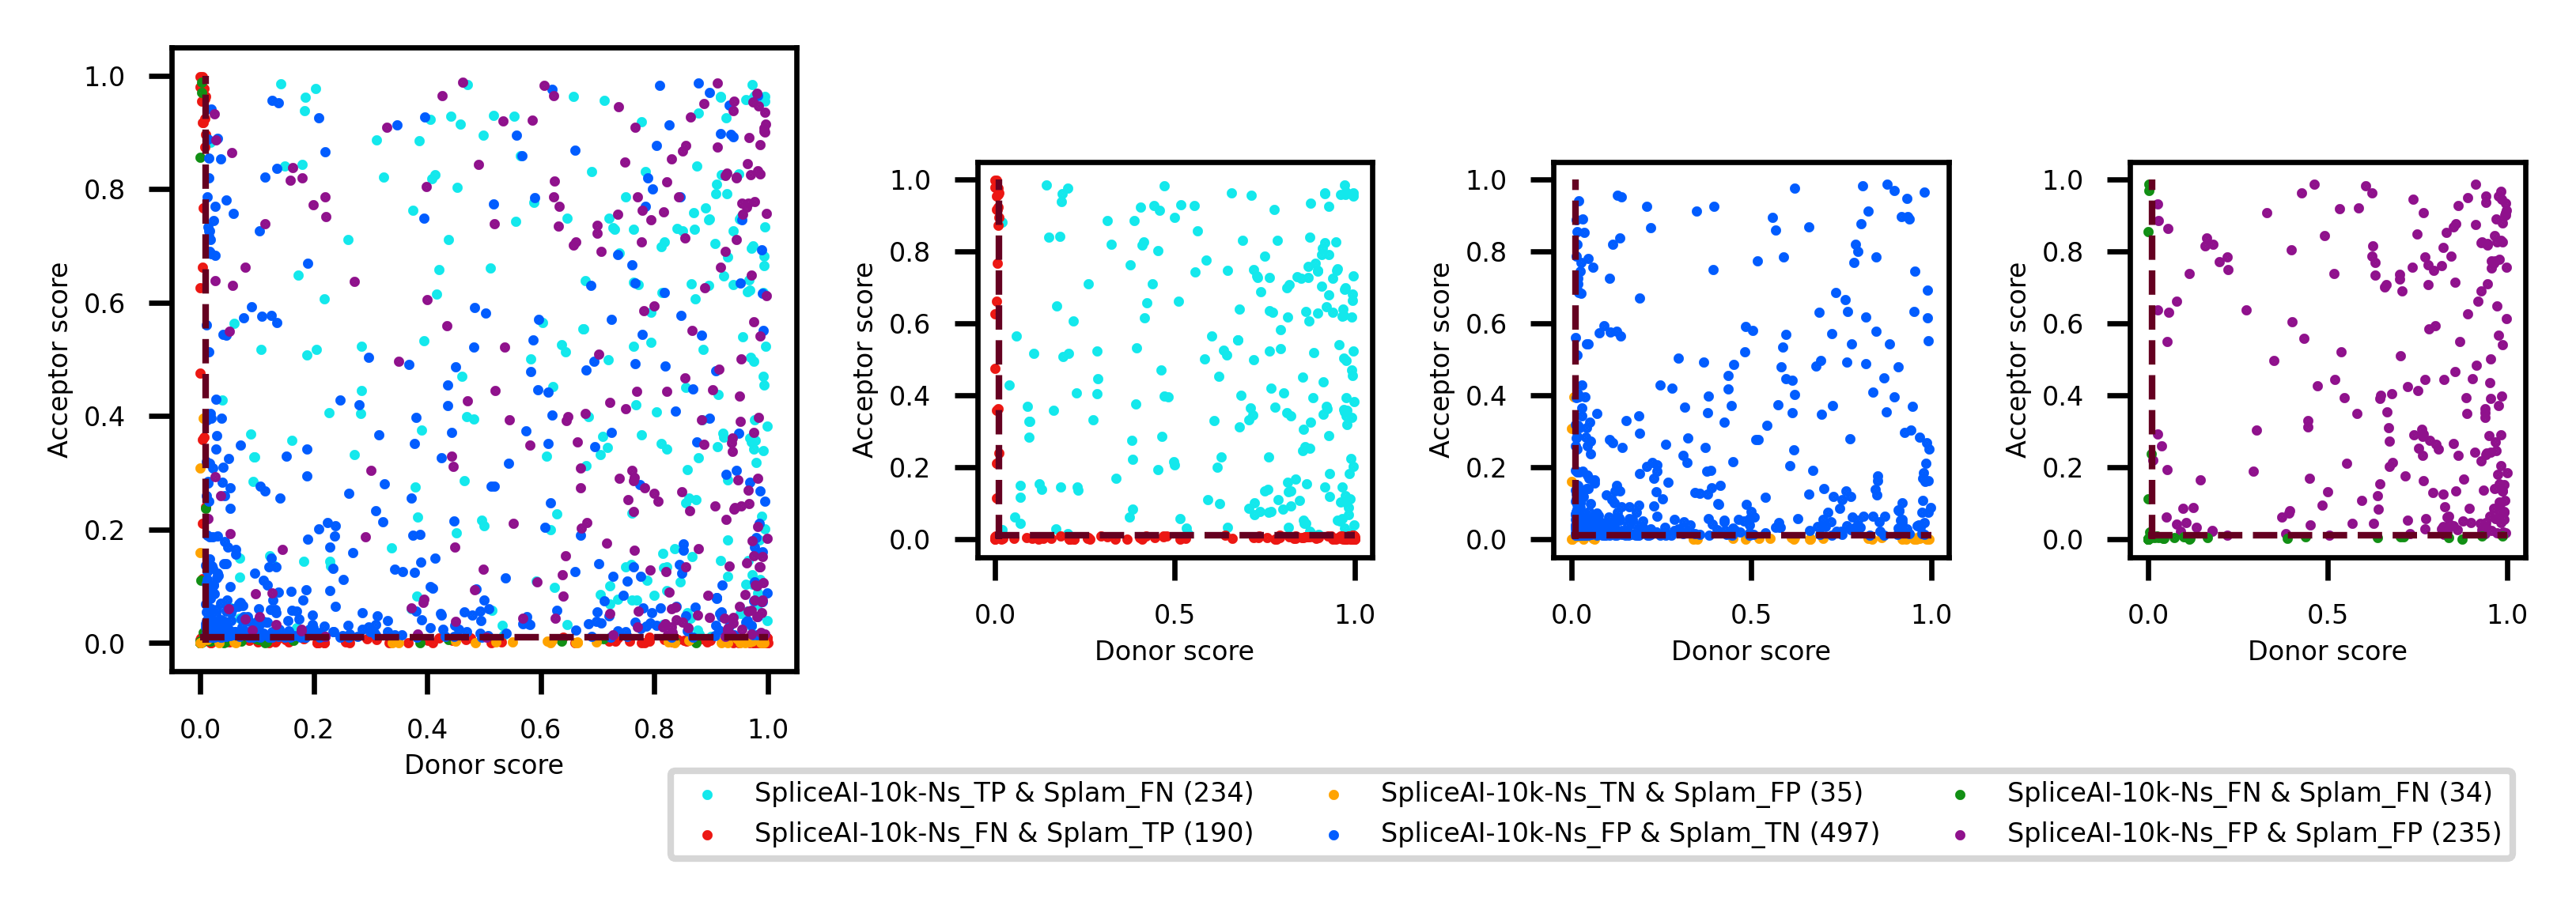 1.0
0.8
0.6
0.4
0.2
0.0
Acceptor score
0.0 0.2 0.4 0.6 0.8 1.0
Donor score
1.0
0.8
0.6
0.4
0.2
0.0
Acceptor score
0.0 0.5 1.0
Donor score
1.0
0.8
0.6
0.4
0.2
0.0
Acceptor score
0.0 0.5 1.0
Donor score
1.0
0.8
0.6
0.4
0.2
0.0
Acceptor score
0.0 0.5 1.0
Donor score
SpliceAI-10k-Ns_TP & Splam_FN (234)
SpliceAI-10k-Ns_FN & Splam_TP (190)
SpliceAI-10k-Ns_TN & Splam_FP (35)
SpliceAI-10k-Ns_FP & Splam_TN (497)
SpliceAI-10k-Ns_FN & Splam_FN (34)
SpliceAI-10k-Ns_FP & Splam_FP (235)